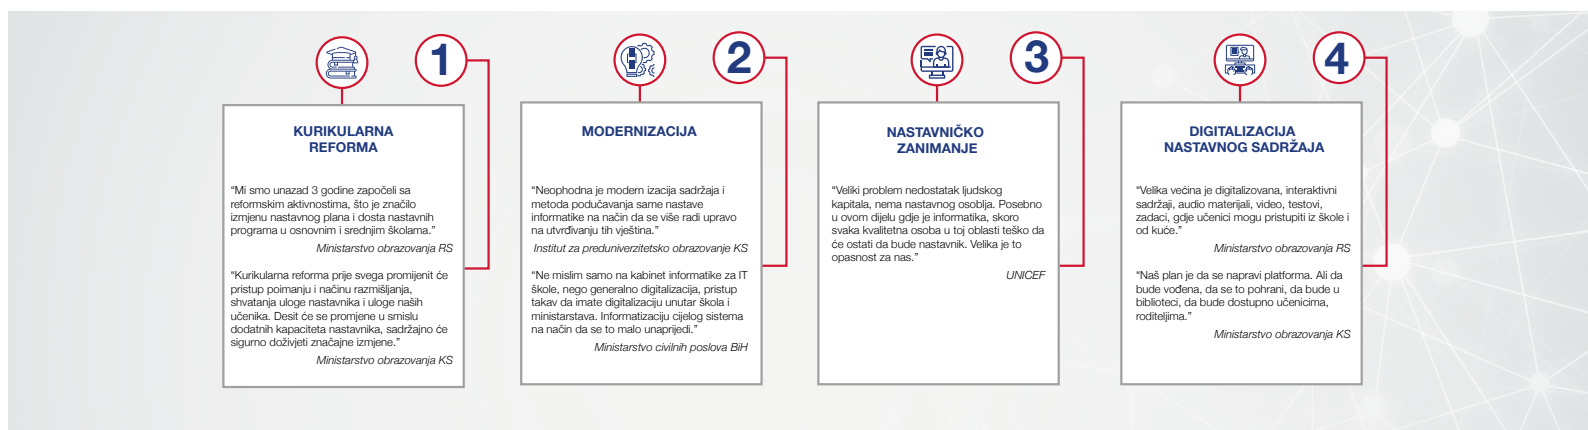 1
KURIKULARNA
REFORMA
“Mi smo unazad 3 godine započeli sa
reformskim aktivnostima, što je značilo
izmjenu nastavnog plana i dosta nastavnih
programa u osnovnim i srednjim školama.”
Ministarstvo obrazovanja RS
“Kurikularna reforma prije svega promijenit će
pristup poimanju i načinu razmišljanja,
shvatanja uloge nastavnika i uloge naših
učenika. Desit će se promjene u smislu
dodatnih kapaciteta nastavnika, sadržajno će
sigurno doživjeti značajne izmjene.”
Ministarstvo obrazovanja KS
2
MODERNIZACIJA
“Neophodna je modern izacija sadržaja i
metoda podučavanja same nastave
informatike na način da se više radi upravo
na utvrđivanju tih vještina.”
Institut za preduniverzitetsko obrazovanje KS
“Ne mislim samo na kabinet informatike za IT
škole, nego generalno digitalizacija, pristup
takav da imate digitalizaciju unutar škola i
ministarstava. Informatizaciju cijelog sistema
na način da se to malo unaprijedi.”
Ministarstvo civilnih poslova BiH
3
NASTAVNIČKO
ZANIMANJE
“Veliki problem nedostatak ljudskog
kapitala, nema nastavnog osoblja. Posebno
u ovom dijelu gdje je informatika, skoro
svaka kvalitetna osoba u toj oblasti teško da
će ostati da bude nastavnik. Velika je to
opasnost za nas.”
UNICEF
4
DIGITALIZACIJA
NASTAVNOG SADRŽAJA
“Velika većina je digitalizovana, interaktivni
sadržaji, audio materijali, video, testovi,
zadaci, gdje učenici mogu pristupiti iz škole i
od kuće.”
Ministarstvo obrazovanja RS
“Naš plan je da se napravi platforma. Ali da
bude vođena, da se to pohrani, da bude u
biblioteci, da bude dostupno učenicima,
roditeljima.”
Ministarstvo obrazovanja KS